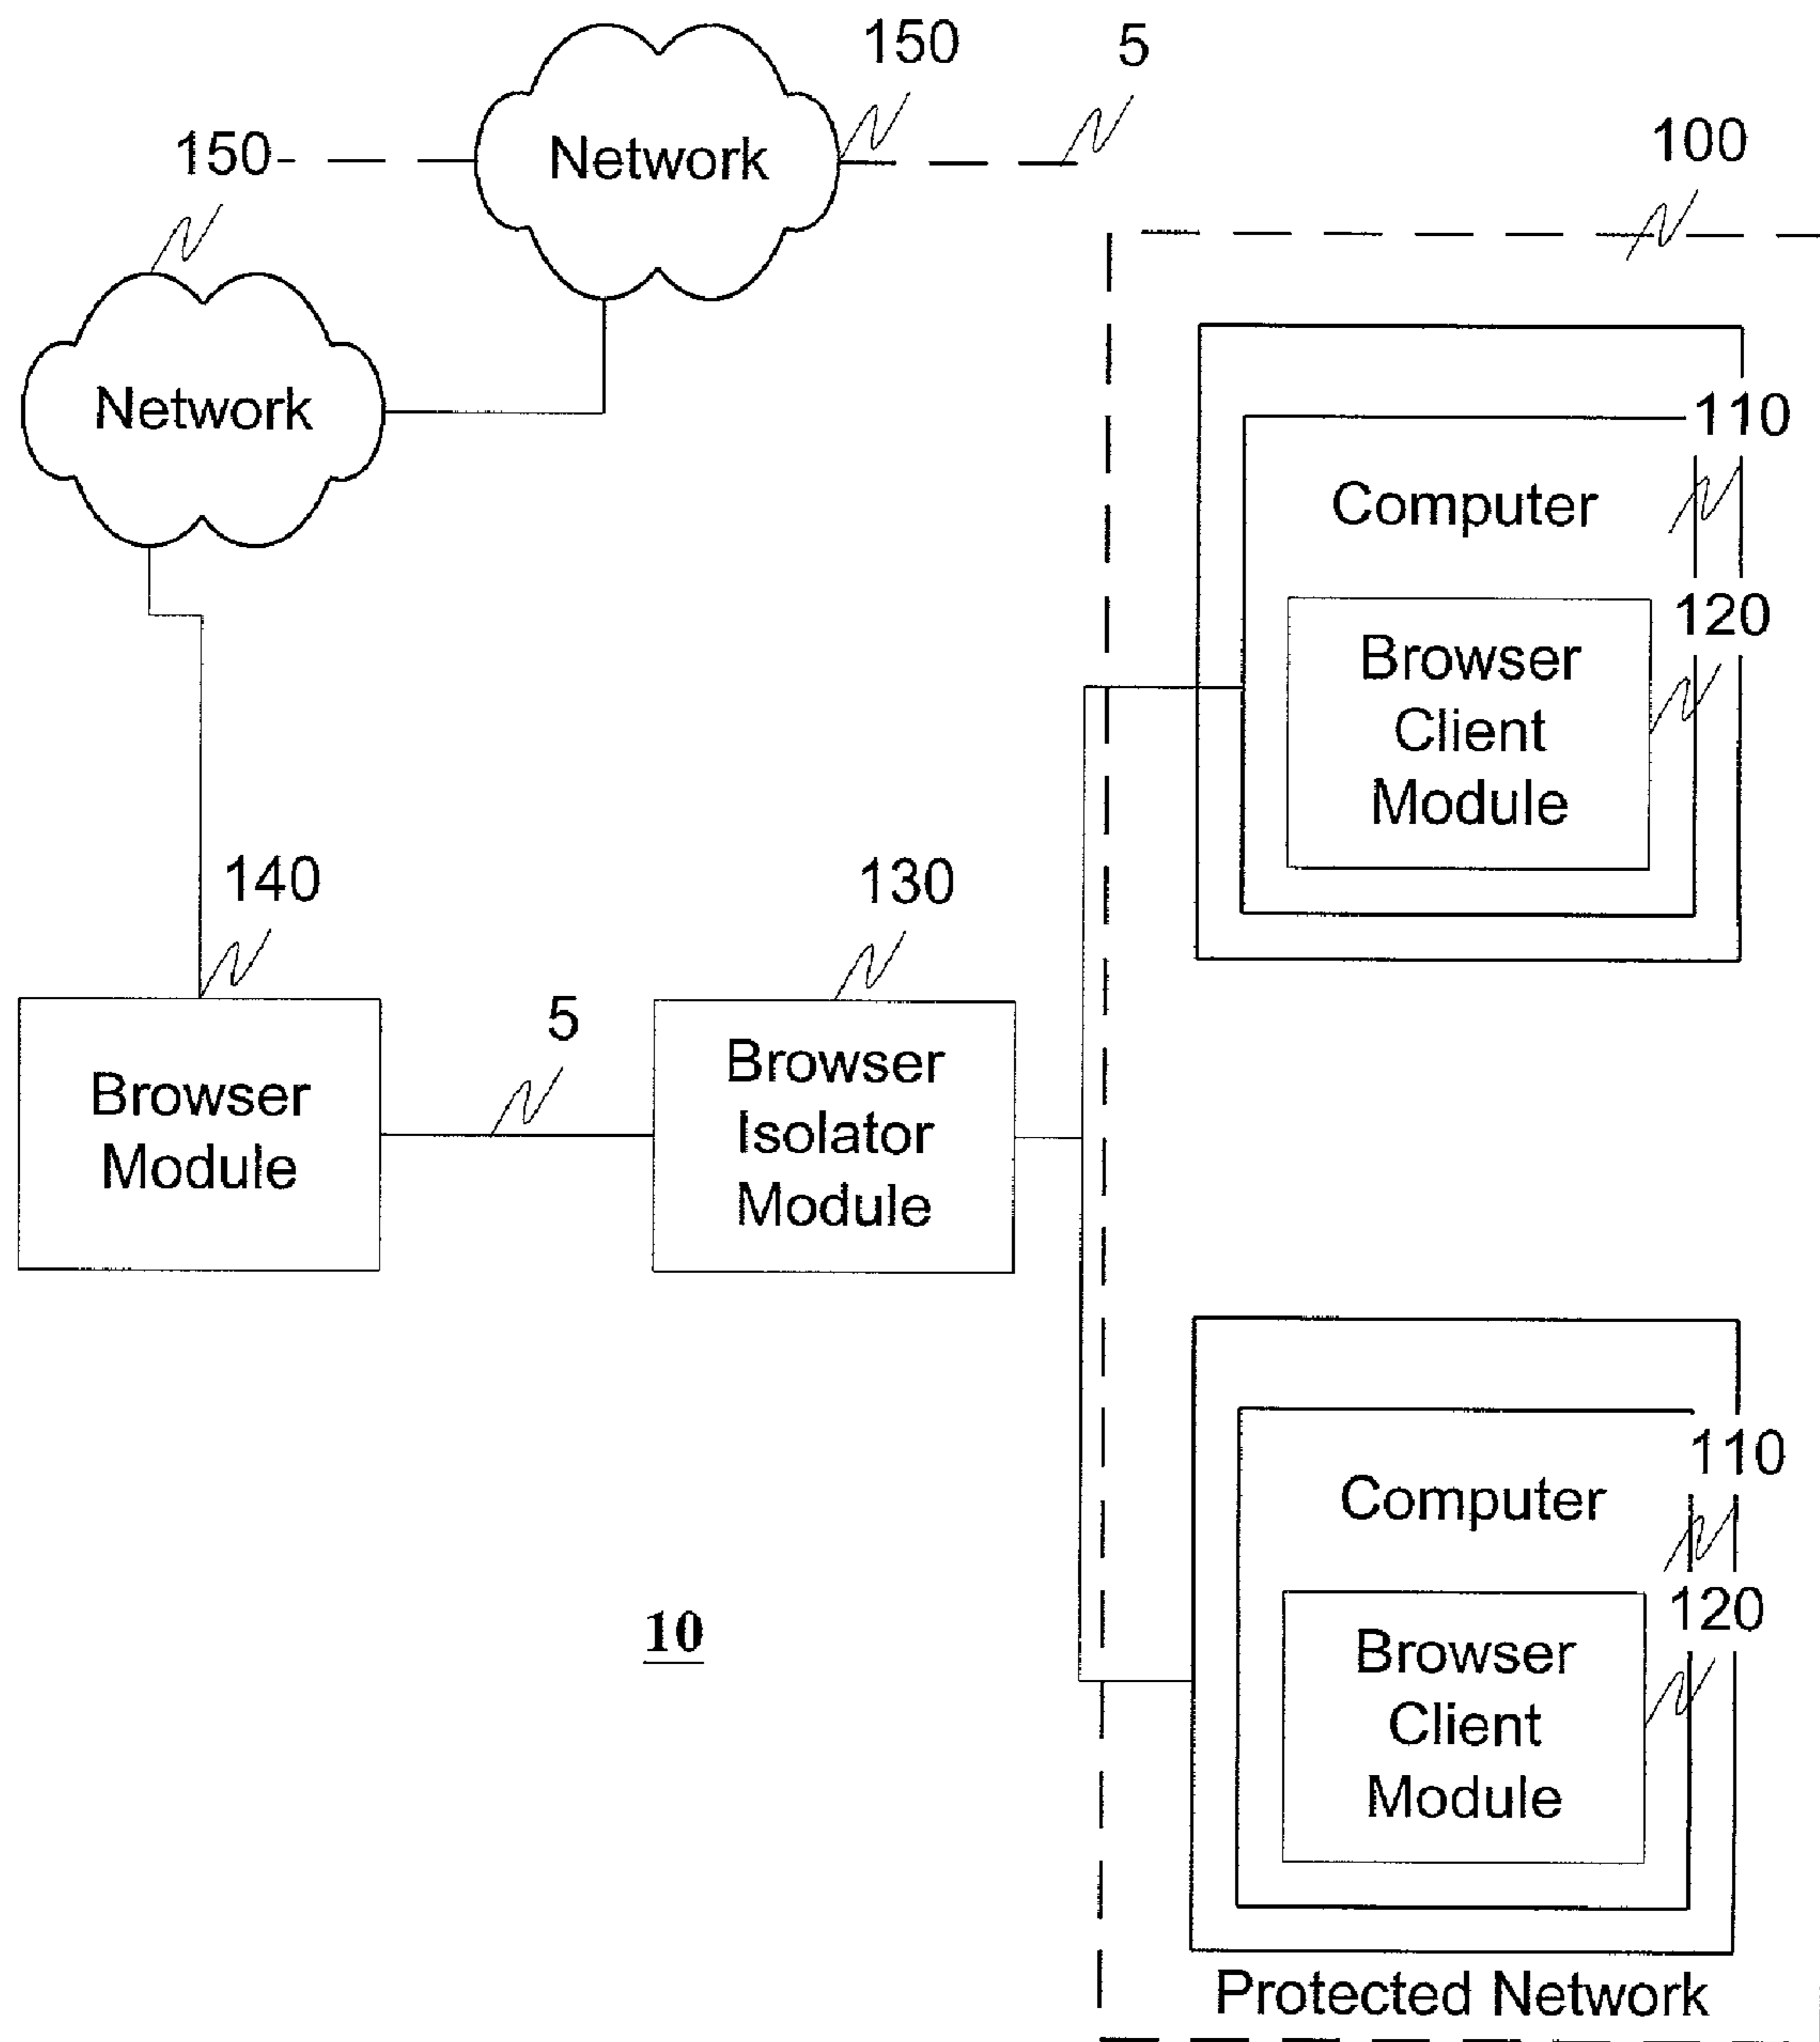 150
5
Network
150
100
Network
110
Computer
120
Browser
Client
Module
140
130
5
Browser
Module
Browser
Isolator
Module
110
Computer
120
Browser
Client
Module
10
Protected Network